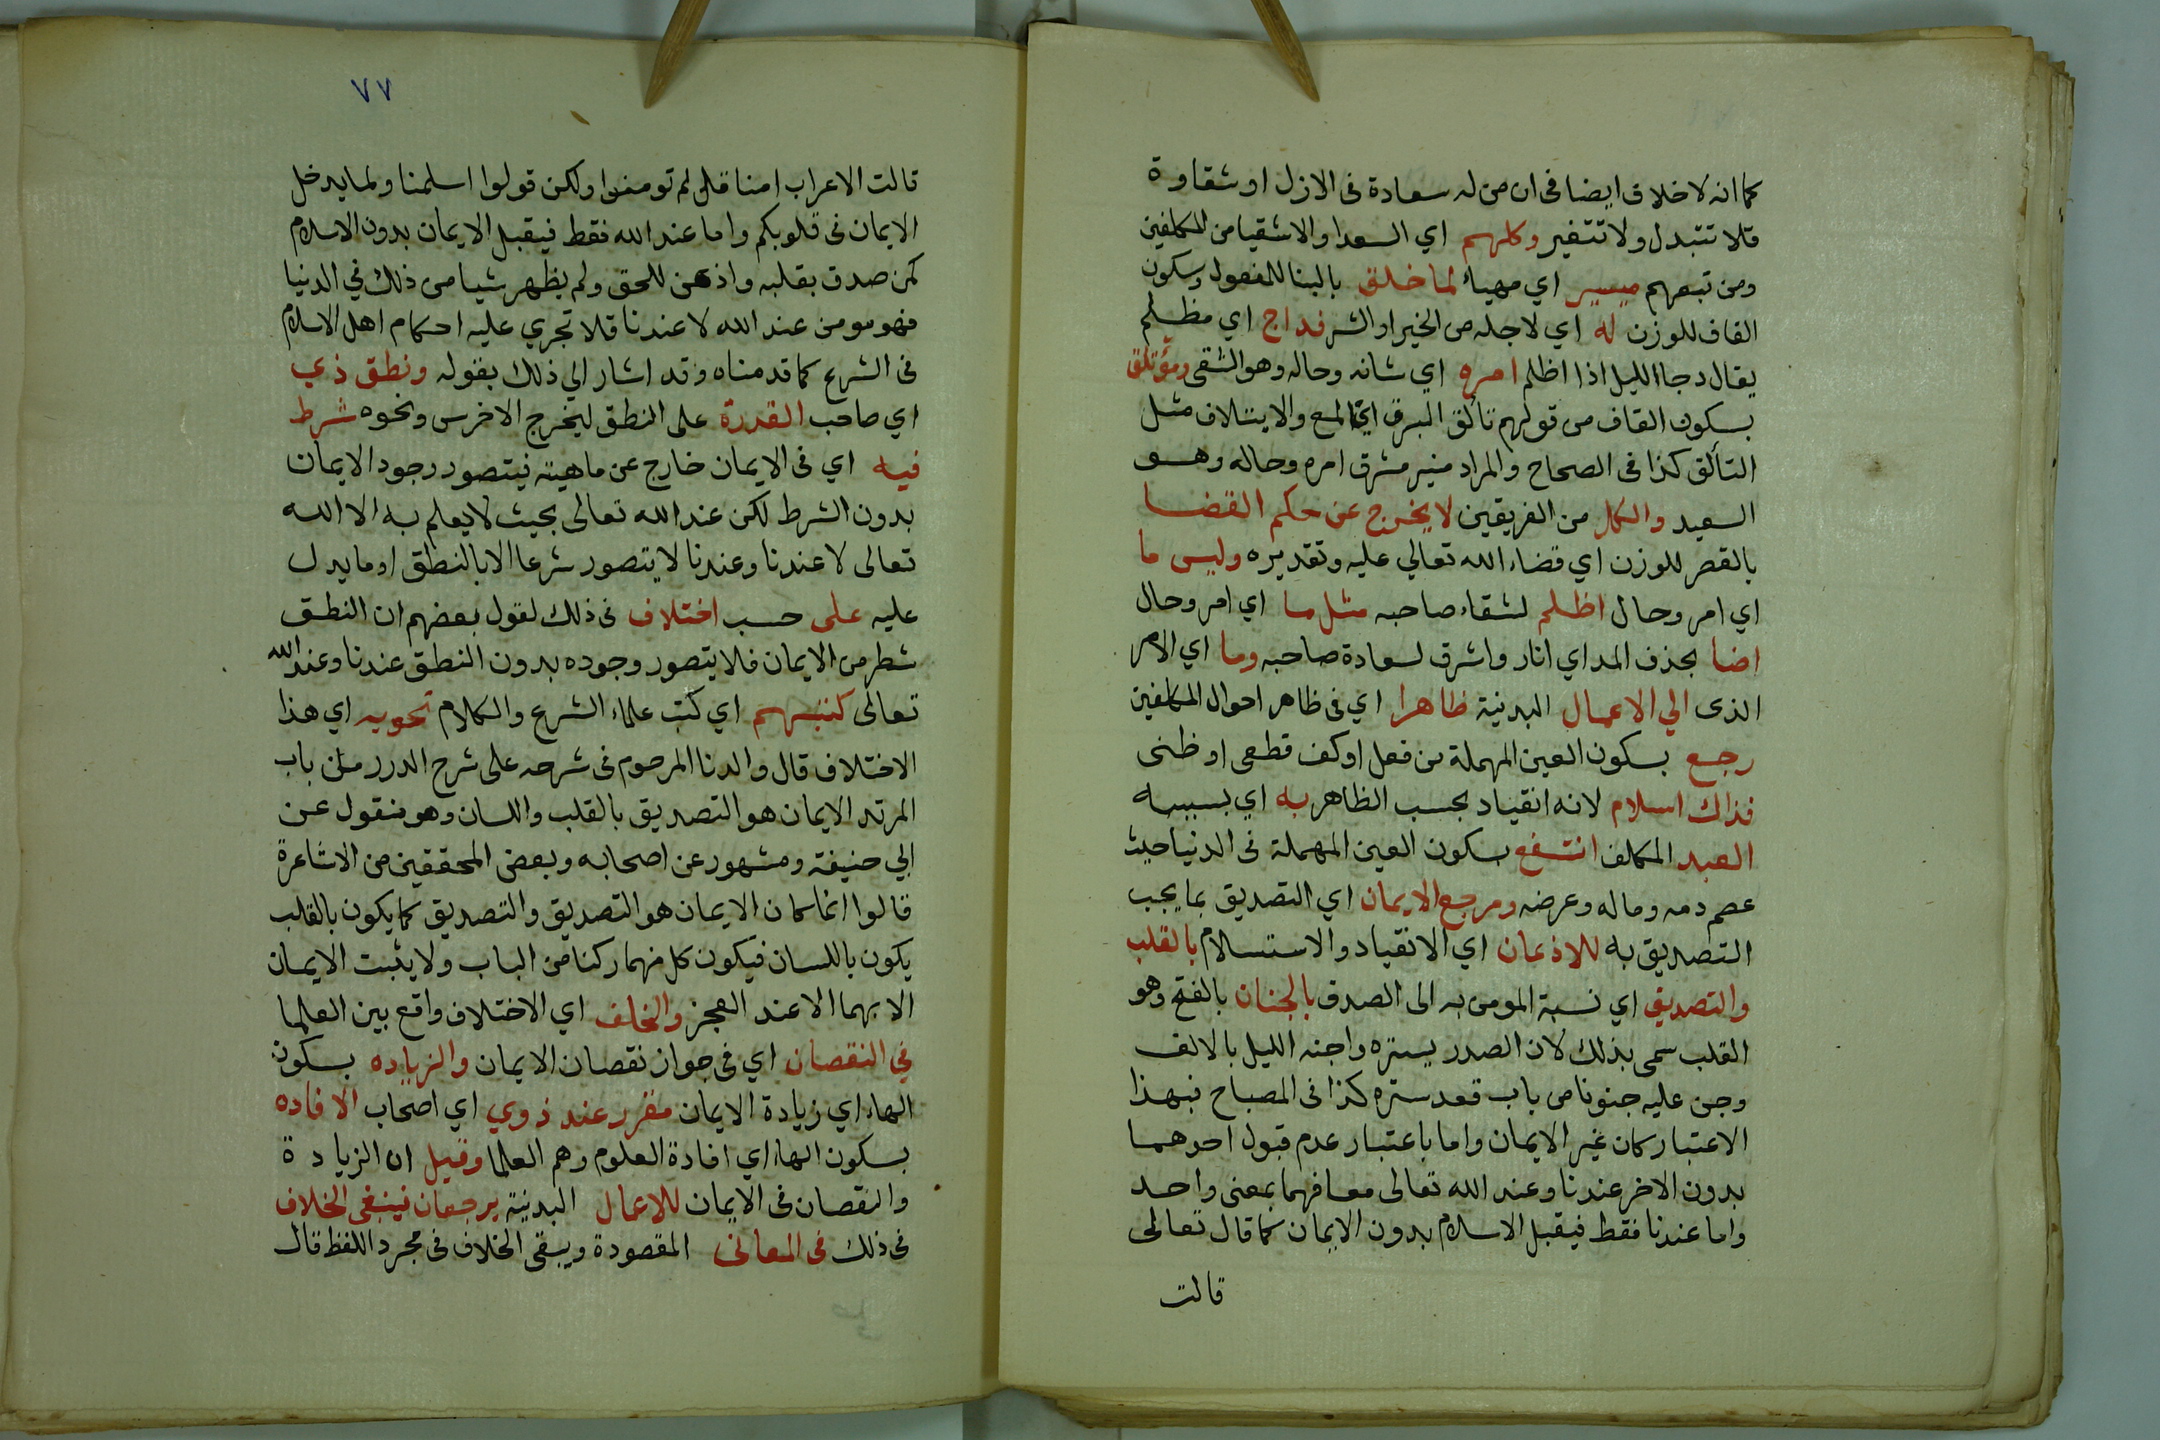 كما انه لا خلاف ايضا في ان من له سعادة فى الازل او شقاوة
فلا تتبدل ولا تتغير وكلهم اي السعدا والاشقيا من المكلفين
ومن تبعهم ميسر اي مهياء لما خلق بالبنا للمفعول وسكون
القاف للوزن له اي لاجله من الخير او الشر فداج اي مظلم
يقال دجا الليل اذا اظلم امره اي شانه وحاله وهو الشقى ومؤتلق
بسكون القاف من قولهم تألق البرق اي لمع والايتلاف مثل
التألق كذا فى الصحاح والمراد منير مشرق امره وحاله وهو
السعيد والكل من الفريقين لا يخرج عن حكم القضا
بالقصر للوزن اي قضاء الله تعالي عليه وتقديره وليس ما
اي امر وحال اظلم لشقاء صاحبه مثل ما اي امر وحال
اضا بحذف المد اي انار واشرق لسعادة صاحبه وما اي الامر
الذى الي الاعمال البدنية ظاهرا اي فى ظاهر احوال المكلفين
رجع بسكون العين المهملة من فعل او كف قطعى او ظنى
فذاك اسلام لانه انقياد بحسب الظاهر به اي بسببه
العبد المكلف انتفع بسكون العين المهملة فى الدنيا حيث
عصم دمه وماله وعرضه ومرجع الايمان اي التصديق بما يجب
التصديق به للاذعان اي الانقياد والاستسلام بالقلب
والتصديق اي نسبة المومن به الى الصدق بالجنان بالفتح وهو
القلب سمى بذلك لان الصدر يستره واجنه الليل بالالف
وجن عليه جنونا من باب قعد ستره كذا فى المصباح فبهذا
الاعتبار كان غير الايمان واما باعتبار عدم قبول احدهما
بدون الاخر عندنا وعند الله تعالى معا فهما بمعنى واحد
واما عندنا فقط فيقبل الاسلام بدون الايمان كما قال تعالى
قالت
٧٧
قالت الاعراب امنا قل لم تومنوا ولكن قولوا اسلمنا ولما يدخل
الايمان فى قلوبكم واما عند الله فقط فيقبل الايمان بدون الاسلام
كمن صدق بقلبه واذعن للحق ولم يظهر شيا من ذلك في الدنيا
فهو مومن عند الله لا عندنا فلا تجري عليه احكام اهل الاسلام
فى الشرع كما قدمناه وقد اشار الي ذلك بقوله ونطق ذي
اي صاحب القدرة على النطق ليخرج الاخرس ونحوه شرط
فيه اي فى الايمان خارج عن ماهيته فيتصور وجود الايمان
بدون الشرط لكن عند الله تعالى بحيث لا يعلم به الا الله
تعالى لا عندنا وعندنا لا يتصور شرعا الا بالنطق او ما يدل
عليه على حسب اختلاف فى ذلك لقول بعضهم ان النطق
شطر من الايمان فلا يتصور وجوده بدون النطق عندنا وعند الله
تعالى كتبهم اي كتب علماء الشرع والكلام تحويه اي هذا
الاختلاف قال والدنا المرحوم فى شرحه على شرح الدرر من باب
المرتد الايمان هو التصديق بالقلب واللسان وهو منقول عن
ابي حنيفة ومشهور عن اصحابه وبعض المحققين من الاشاعرة
قالوا انما كان الايمان هو التصديق والتصديق كما يكون بالقلب
يكون باللسان فيكون كل منهما ركنا من الباب ولا يثبت الايمان
الا بهما الا عند العجز والخلف اي الاختلاف واقع بين العلما
في النقصان اي فى جواز نقصان الايمان والزياده بسكون
الهاء اي زيادة الايمان مقرر عند ذوي اي اصحاب الافاده
بسكون الهاء اي افادة العلوم وهم العلما وقيل ان الزيادة
والنقصان فى الايمان للاعمال البدنية يرجعان فينبغى الخلاف
فى ذلك فى المعانى المقصودة ويبقى الخلاف فى مجرد اللفظ قال